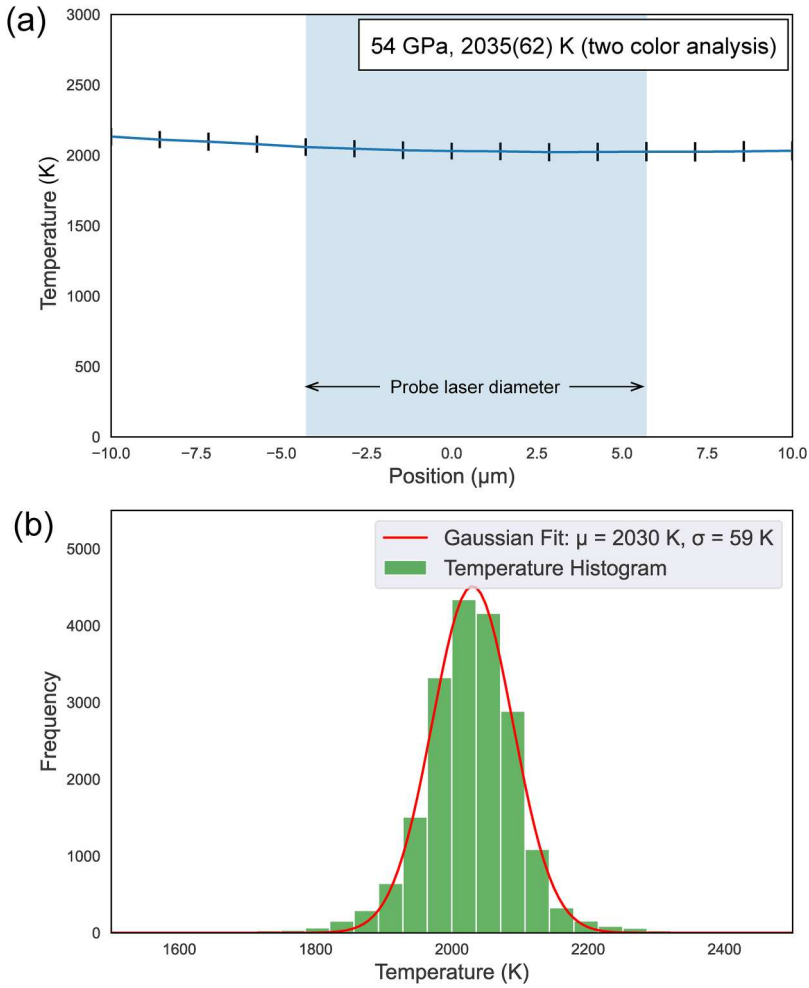 (a)
54 GPa, 2035(62) K (two color analysis)
3000
2500
2000
1500
1000
500
0
Temperature (K)
Probe laser diameter
−10.0
−7.5
−5.0
−2.5
0.0
2.5
5.0
7.5
10.0
Position (μm)
(b)
Gaussian Fit: μ = 2030 K, σ = 59 K
Temperature Histogram
5000
4000
3000
2000
1000
0
Frequency
1600
1800
2000
2200
2400
Temperature (K)